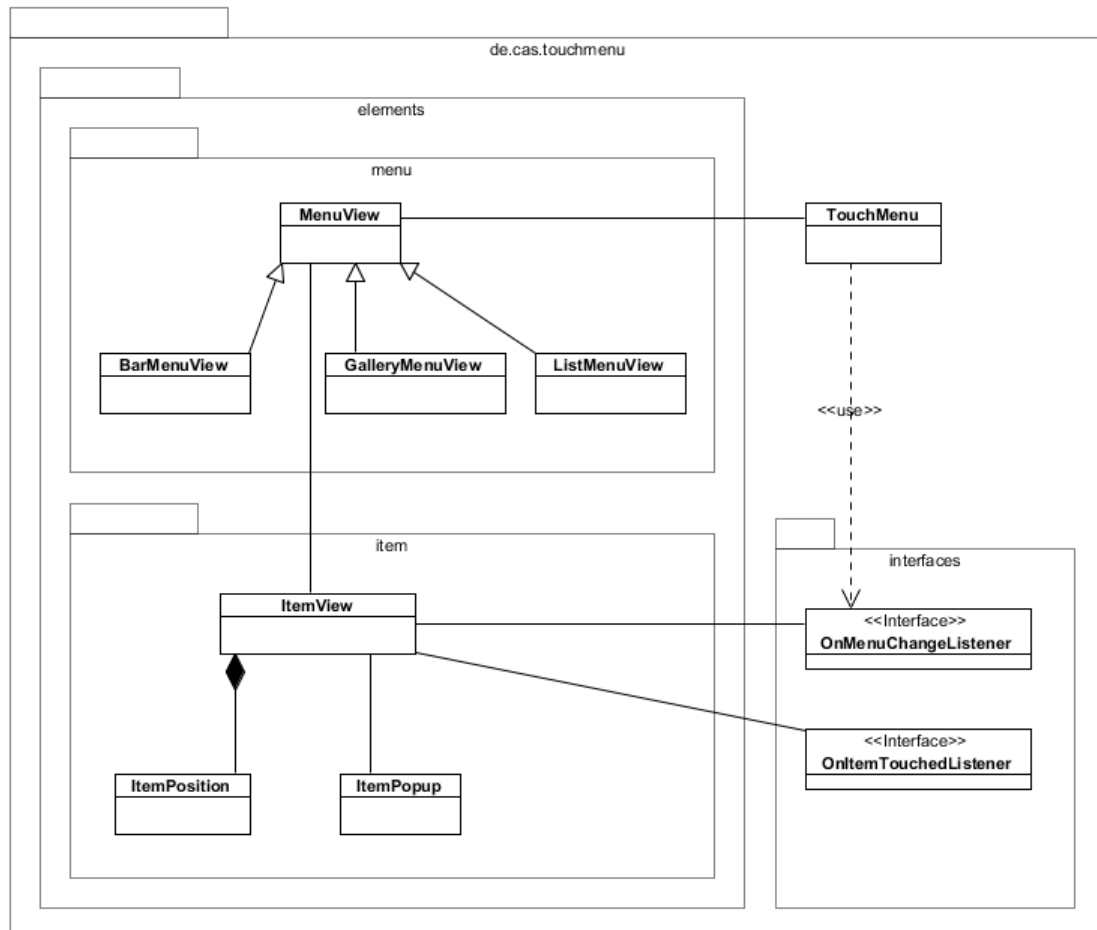 de.cas.touchmenu
elements
menu
MenuView
TouchMenu
BarMenuView
GalleryMenuView
ListMenuView
<<use>>
item
interfaces
ItemView
<<Interface>>
OnMenuChangeListener
<<Interface>>
OnItemTouchedListener
ItemPosition
ItemPopup